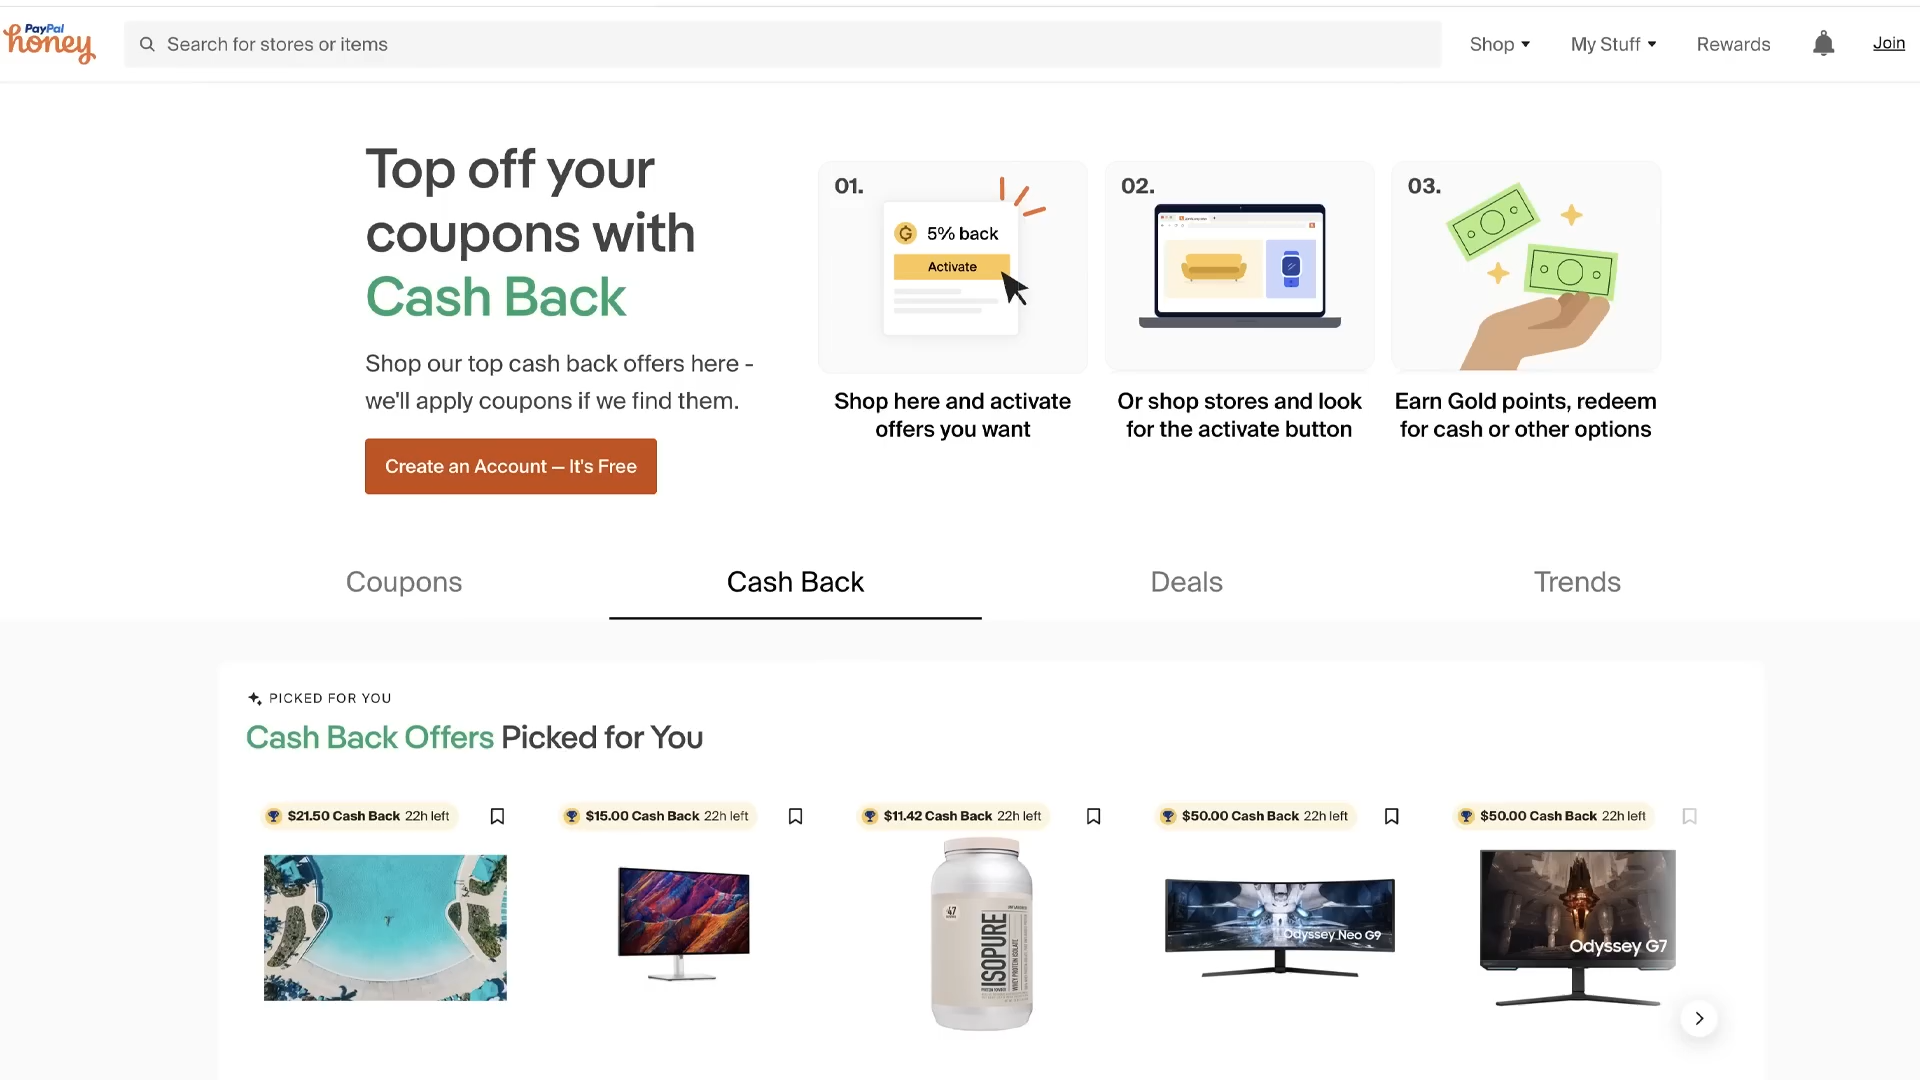 PayPal
honey
Search for stores or items
Shop
My Stuff
Rewards
Join
Top off your
coupons with
Cash Back
Shop our top cash back offers here -
we'll apply coupons if we find them.
Create an Account – It's Free
01.
5% back
Activate
Shop here and activate
offers you want
02.
Or shop stores and look
for the activate button
03.
Earn Gold points, redeem
for cash or other options
Coupons
Cash Back
Deals
Trends
PICKED FOR YOU
Cash Back Offers Picked for You
$21.50 Cash Back 22h left
$15.00 Cash Back 22h left
$11.42 Cash Back 22h left
$50.00 Cash Back 22h left
$50.00 Cash Back 22h left
47
ISOPURE
WHEY PROTEIN ISOLATE
Odyssey Neo G9
Odyssey G7